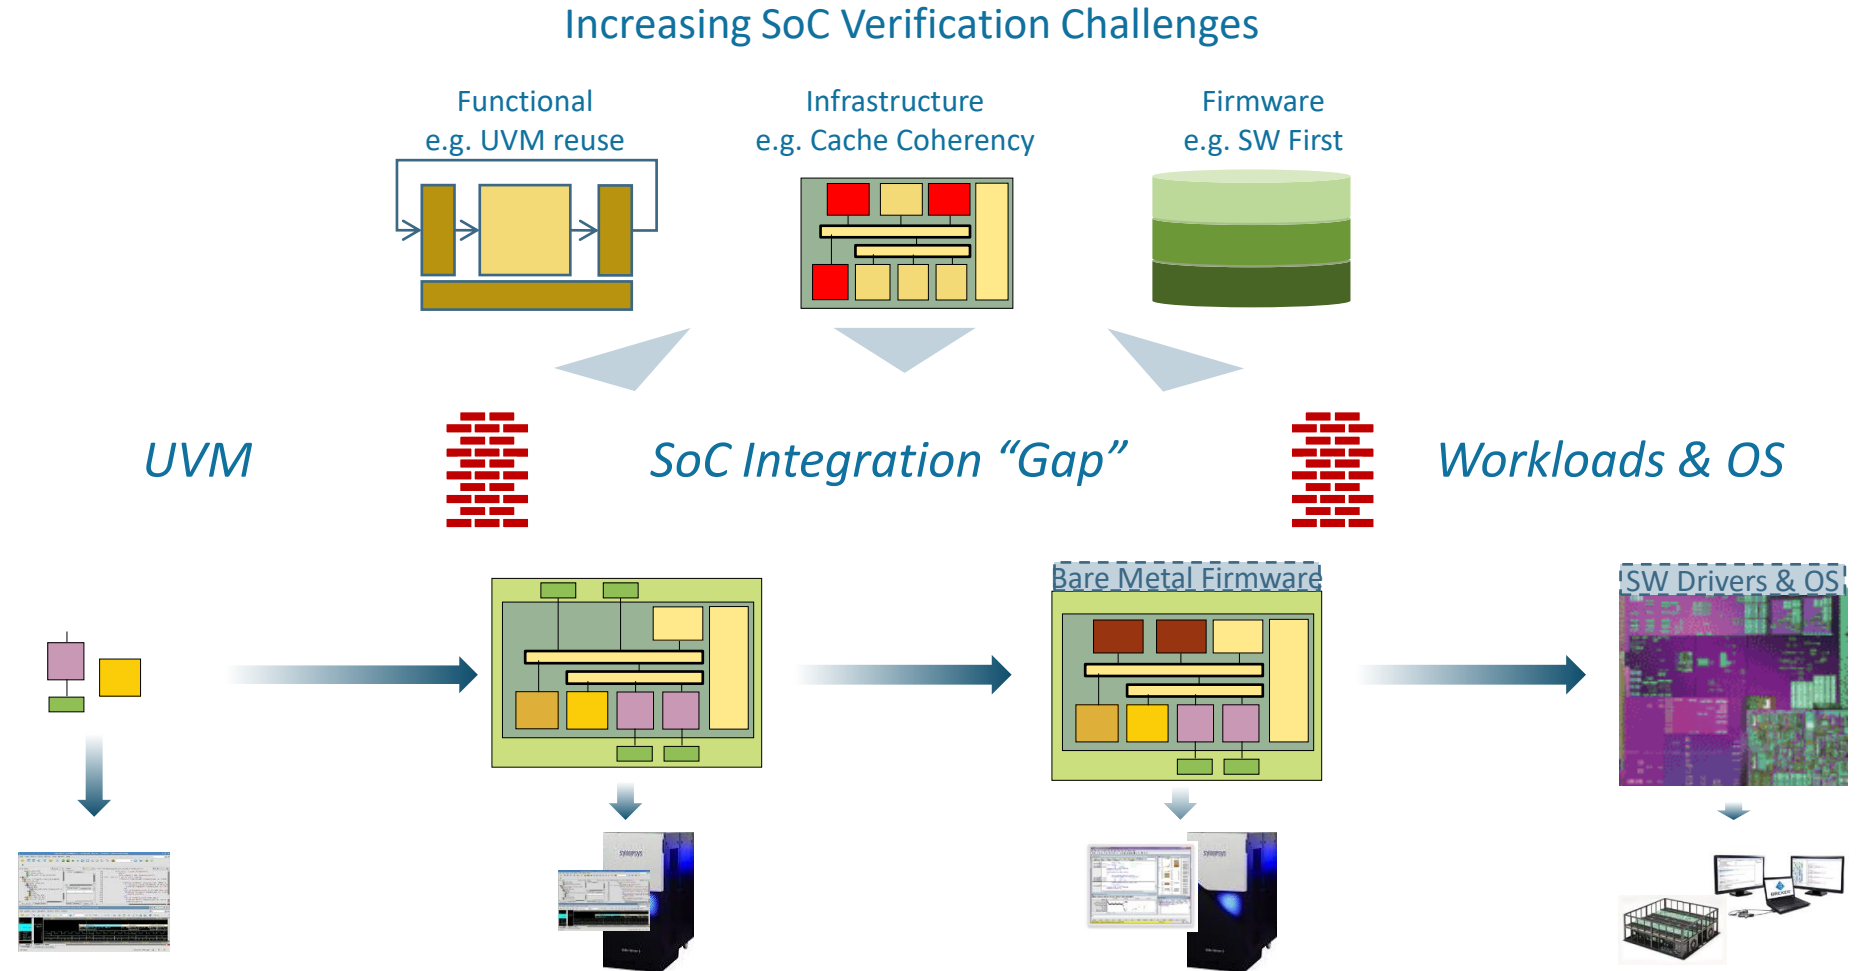 Increasing SoC Verification Challenges
Functional
e.g. UVM reuse
Infrastructure
e.g. Cache Coherency
Firmware
e.g. SW First
UVM
SoC Integration “Gap”
Workloads & OS
Bare Metal Firmware
SW Drivers & OS
SYNOPSYS